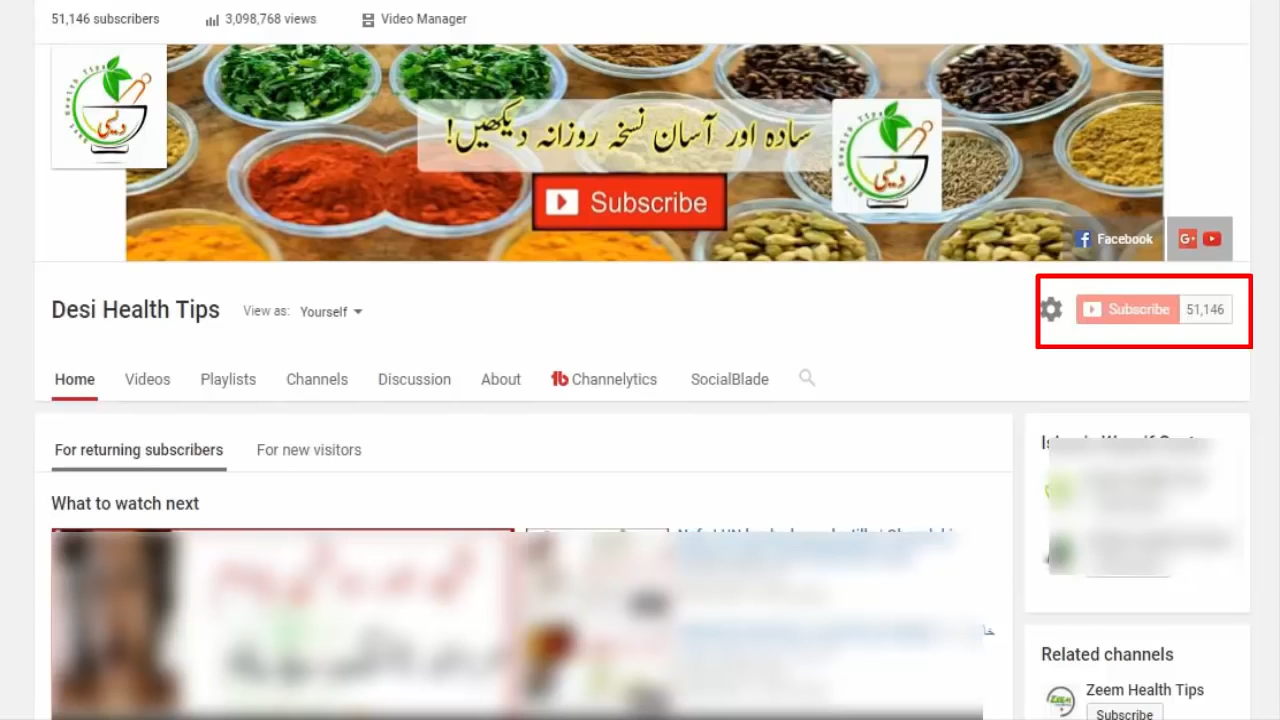 51,146 subscribers
3,098,768 views
Video Manager
دیسی
سادہ اور آسان نسخہ روزانہ دیکھیں!
دیسی
Subscribe
Facebook
G+
Desi Health Tips
View as: Yourself
Subscribe 51,146
Home Videos Playlists Channels Discussion About Channelytics SocialBlade
For returning subscribers For new visitors
What to watch next
Related channels
Zeem Health Tips
Subscribe